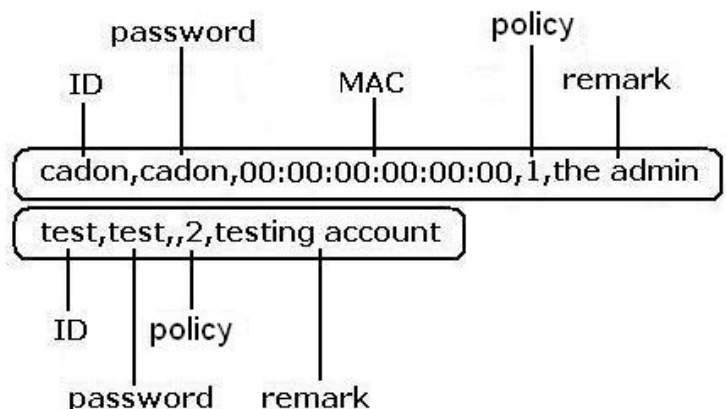 password policy
ID MAC remark
cadon,cadon,00:00:00:00:00:00,1,the admin
test,test,,2,testing account
ID policy
password remark